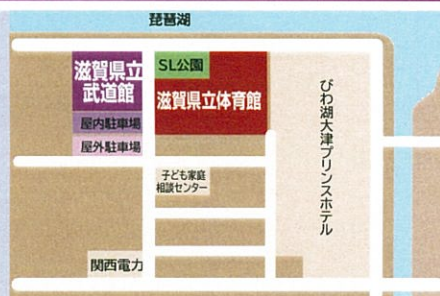 琵琶湖
滋賀県立
武道館
SL公園
滋賀県立体育館
屋内駐車場
屋外駐車場
子ども家庭
相談センター
びわ湖大津プリンスホテル
関西電力